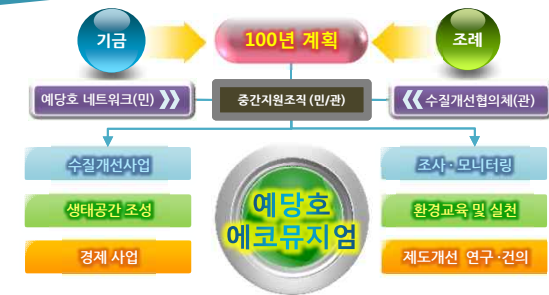 기금
100년 계획
조례
예당호 네트워크(민) 》
중간지원조직 (민/관)
《 수질개선협의체(관)
수질개선사업
조사·모니터링
생태공간 조성
예당호
에코뮤지엄
환경교육 및 실천
경제 사업
제도개선 연구·건의